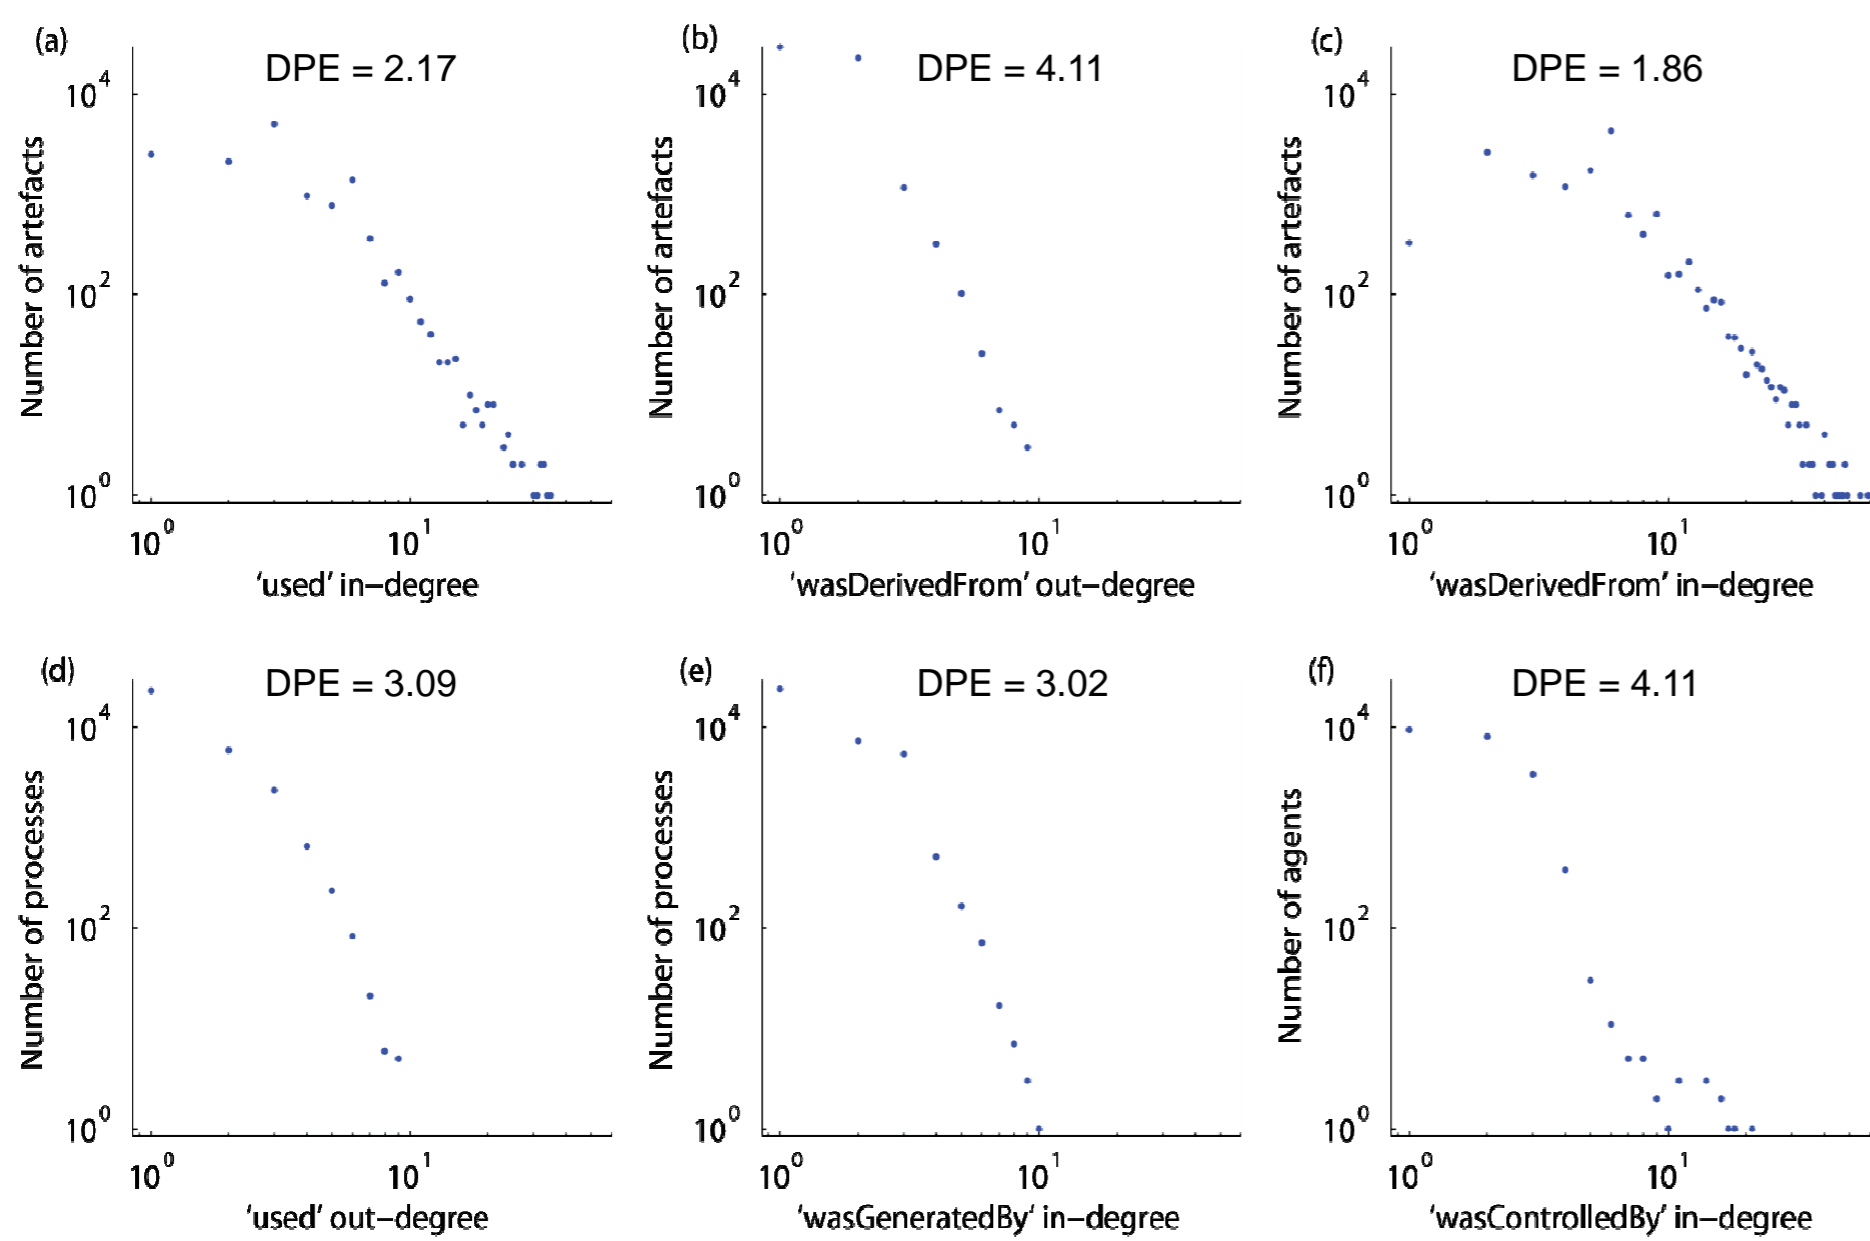 (a)
DPE = 2.17
10^4
10^2
10^0
Number of artefacts
10^0
10^1
‘used’ in−degree
(b)
DPE = 4.11
10^4
10^2
10^0
Number of artefacts
10^0
10^1
‘wasDerivedFrom’ out−degree
(c)
DPE = 1.86
10^4
10^2
10^0
Number of artefacts
10^0
10^1
‘wasDerivedFrom’ in−degree
(d)
DPE = 3.09
10^4
10^2
10^0
Number of processes
10^0
10^1
‘used’ out−degree
(e)
DPE = 3.02
10^4
10^2
10^0
Number of processes
10^0
10^1
‘wasGeneratedBy‘ in−degree
(f)
DPE = 4.11
10^4
10^2
10^0
Number of agents
10^0
10^1
‘wasControlledBy’ in−degree